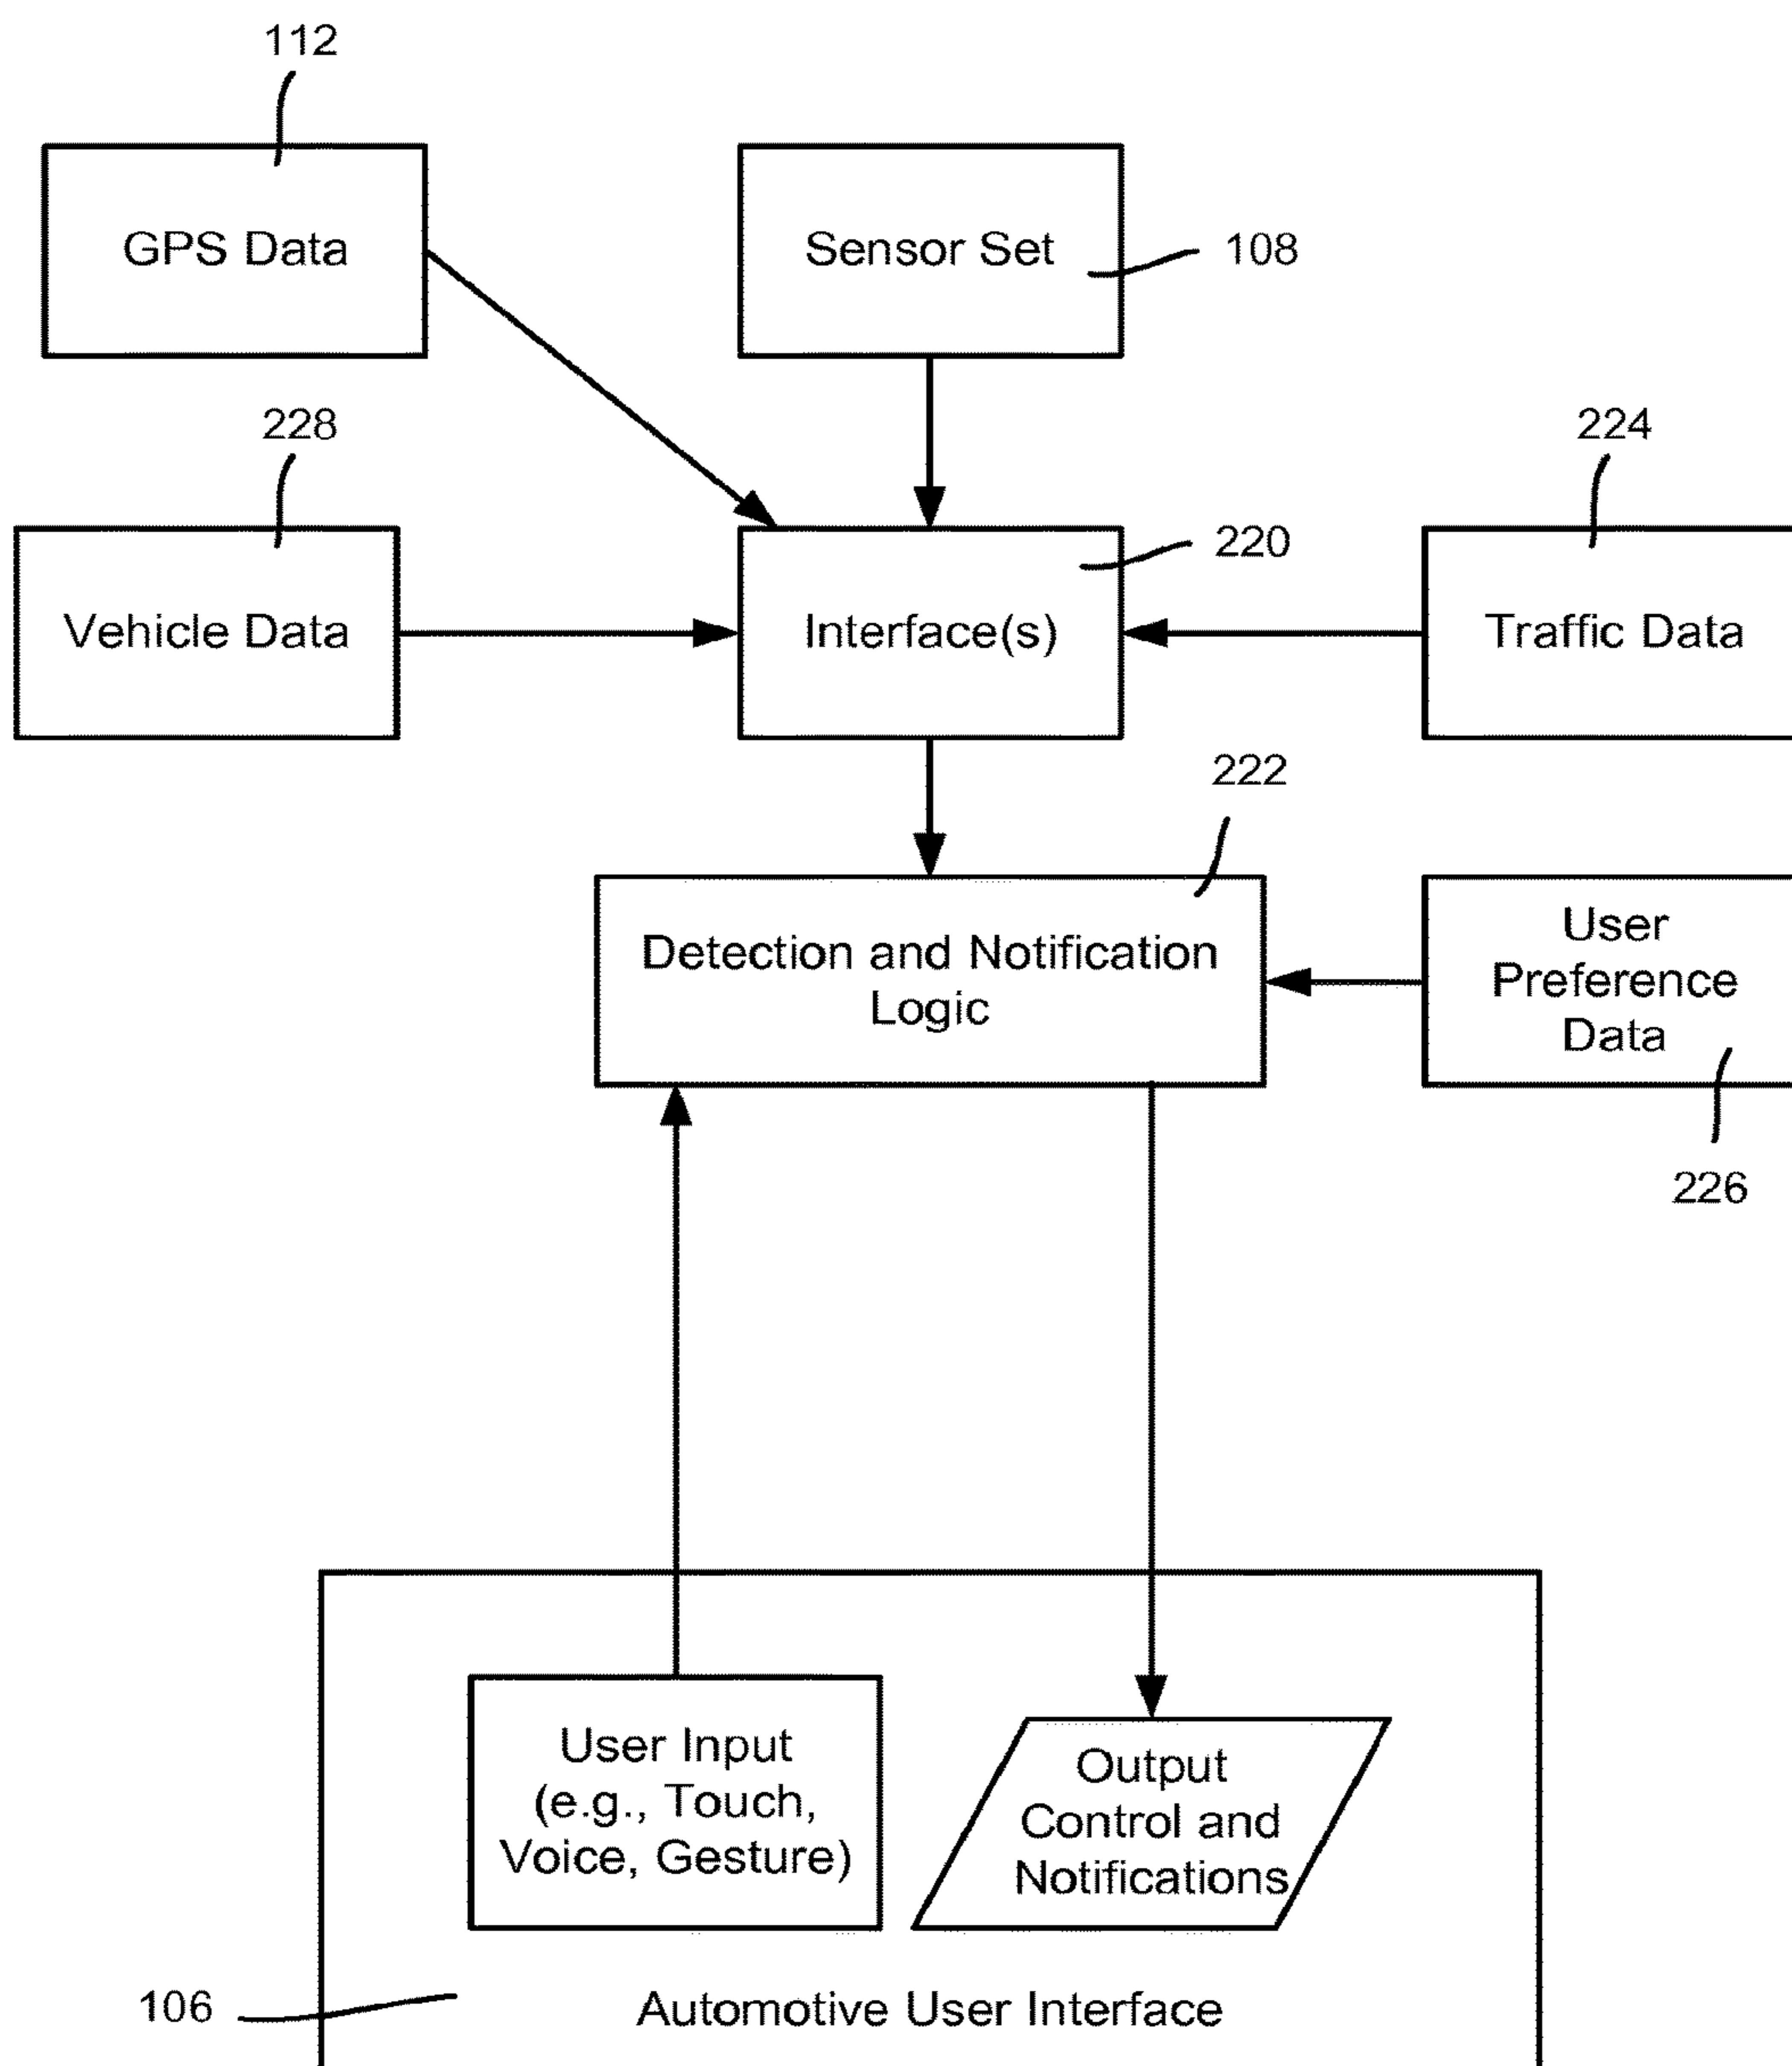 112
GPS Data
Sensor Set
108
228
224
220
Vehicle Data
Interface(s)
Traffic Data
222
Detection and Notification
Logic
User
Preference
Data
226
User Input
(e.g., Touch,
Voice, Gesture)
Output
Control and
Notifications
106
Automotive User Interface